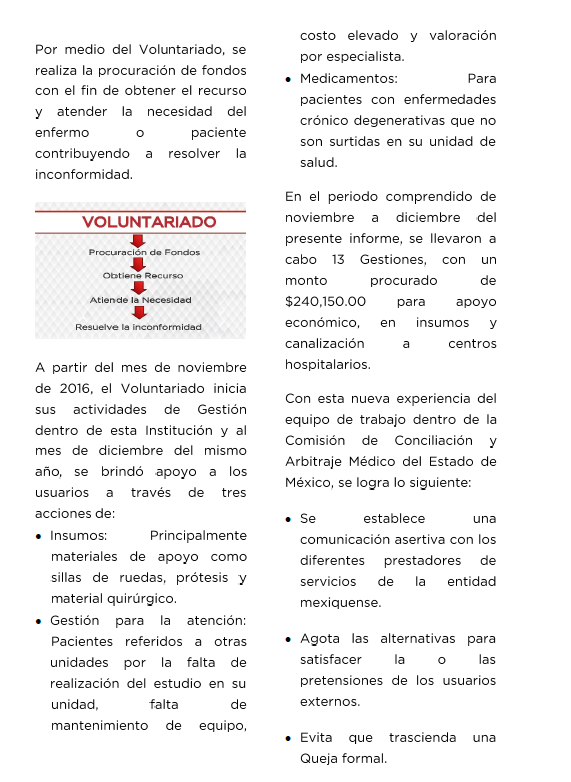 Por medio del Voluntariado, se
realiza la procuración de fondos
con el fin de obtener el recurso
y atender la necesidad del
enfermo o paciente
contribuyendo a resolver la
inconformidad.
VOLUNTARIADO
Procuración de Fondos
Obtiene Recurso
Atiende la Necesidad
Resuelve la inconformidad
A partir del mes de noviembre
de 2016, el Voluntariado inicia
sus actividades de Gestión
dentro de esta Institución y al
mes de diciembre del mismo
año, se brindó apoyo a los
usuarios a través de tres
acciones de:
• Insumos: Principalmente
materiales de apoyo como
sillas de ruedas, prótesis y
material quirúrgico.
• Gestión para la atención:
Pacientes referidos a otras
unidades por la falta de
realización del estudio en su
unidad, falta de
mantenimiento de equipo,
costo elevado y valoración
por especialista.
• Medicamentos: Para
pacientes con enfermedades
crónico degenerativas que no
son surtidas en su unidad de
salud.
En el periodo comprendido de
noviembre a diciembre del
presente informe, se llevaron a
cabo 13 Gestiones, con un
monto procurado de
$240,150.00 para apoyo
económico, en insumos y
canalización a centros
hospitalarios.
Con esta nueva experiencia del
equipo de trabajo dentro de la
Comisión de Conciliación y
Arbitraje Médico del Estado de
México, se logra lo siguiente:
• Se establece una
comunicación asertiva con los
diferentes prestadores de
servicios de la entidad
mexiquense.
• Agota las alternativas para
satisfacer la o las
pretensiones de los usuarios
externos.
• Evita que trascienda una
Queja formal.